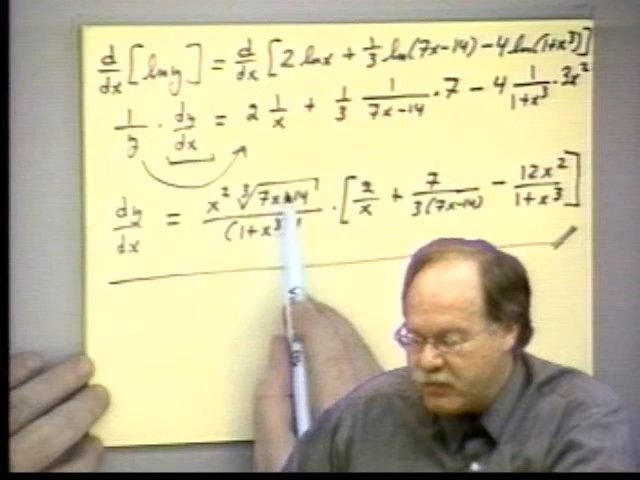 d/dx [ln y] = d/dx [2 ln x + 1/3 ln(7x-14) - 4 ln(1+x³)]
1/y · dy/dx = 2 1/x + 1/3 1/(7x-14) · 7 - 4 1/(1+x³) · 3x²
dy/dx = x² ∛(7x-14) / (1+x³) · [2/x + 7/(3(7x-14)) - 12x²/(1+x³)]